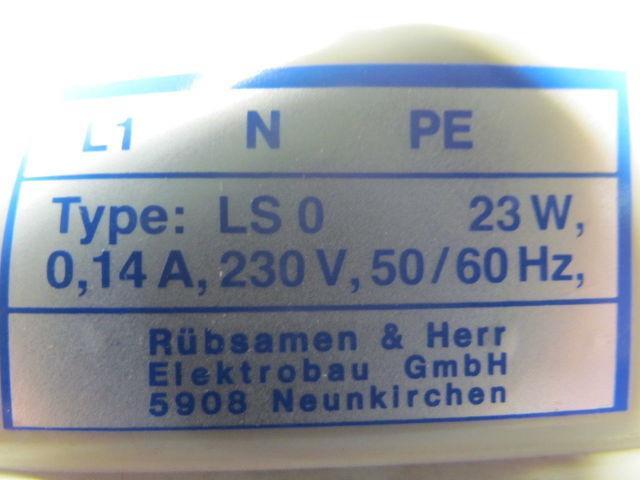 L1 N PE
Type: LS 0 23 W,
0,14 A, 230 V, 50/60 Hz,
Rübsamen & Herr
Elektrobau GmbH
5908 Neunkirchen